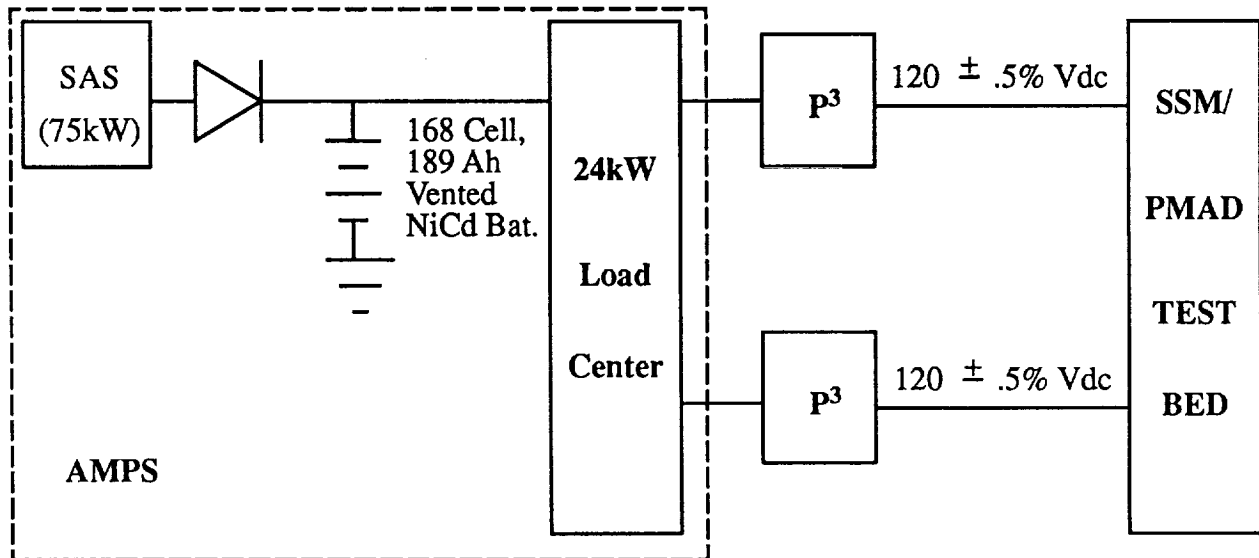 SAS
(75kW)
168 Cell,
189 Ah
Vented
NiCd Bat.
24kW
Load
Center
AMPS
P³
120 ± .5% Vdc
P³
120 ± .5% Vdc
SSM/
PMAD
TEST
BED